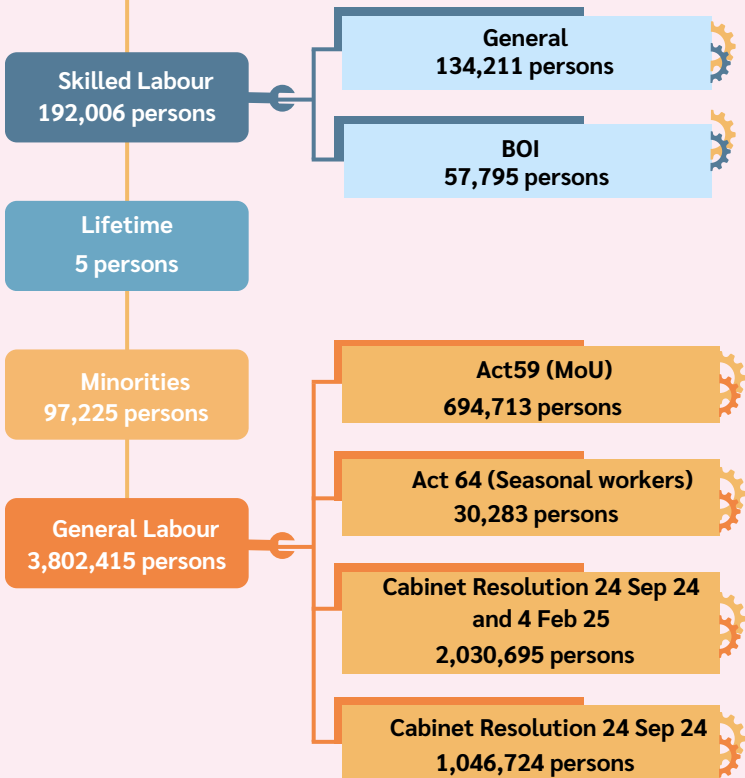 Skilled Labour
192,006 persons
General
134,211 persons
BOI
57,795 persons
Lifetime
5 persons
Minorities
97,225 persons
General Labour
3,802,415 persons
Act59 (MoU)
694,713 persons
Act 64 (Seasonal workers)
30,283 persons
Cabinet Resolution 24 Sep 24
and 4 Feb 25
2,030,695 persons
Cabinet Resolution 24 Sep 24
1,046,724 persons